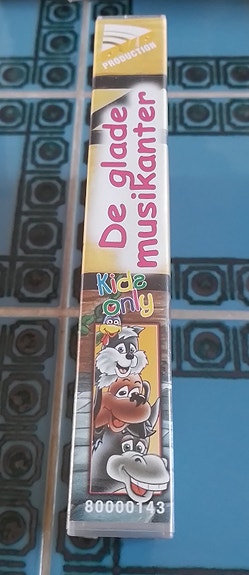 PRODUCTION
De glade
musikanter
Kids
only
80000143